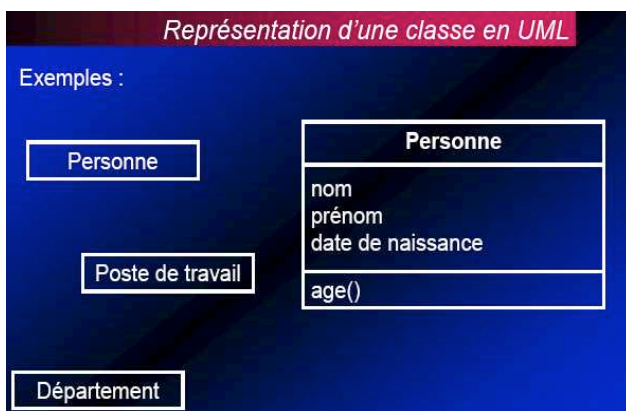 Représentation d'une classe en UML
Exemples :
Personne
Poste de travail
Département
Personne
nom
prénom
date de naissance
age()